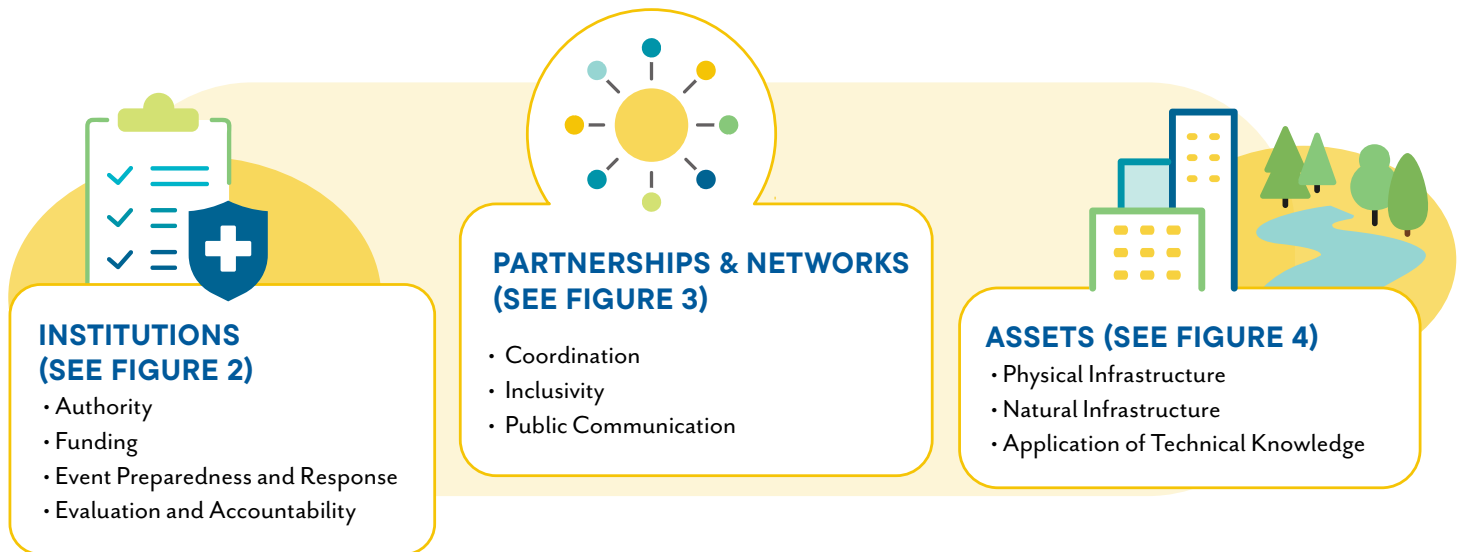 INSTITUTIONS
(SEE FIGURE 2)
• Authority
• Funding
• Event Preparedness and Response
• Evaluation and Accountability
PARTNERSHIPS & NETWORKS
(SEE FIGURE 3)
• Coordination
• Inclusivity
• Public Communication
ASSETS (SEE FIGURE 4)
• Physical Infrastructure
• Natural Infrastructure
• Application of Technical Knowledge